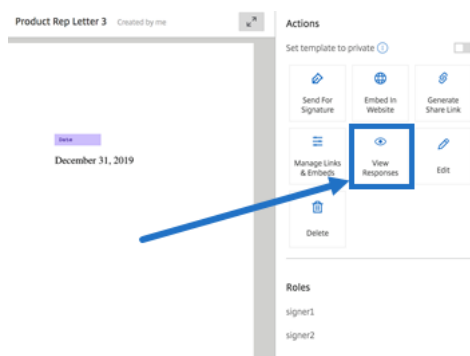 Product Rep Letter 3 Created by me
Date
December 31, 2019
Actions
Set template to private
Send For
Signature
Embed In
Website
Generate
Share Link
Manage Links
& Embeds
View
Responses
Edit
Delete
Roles
signer1
signer2